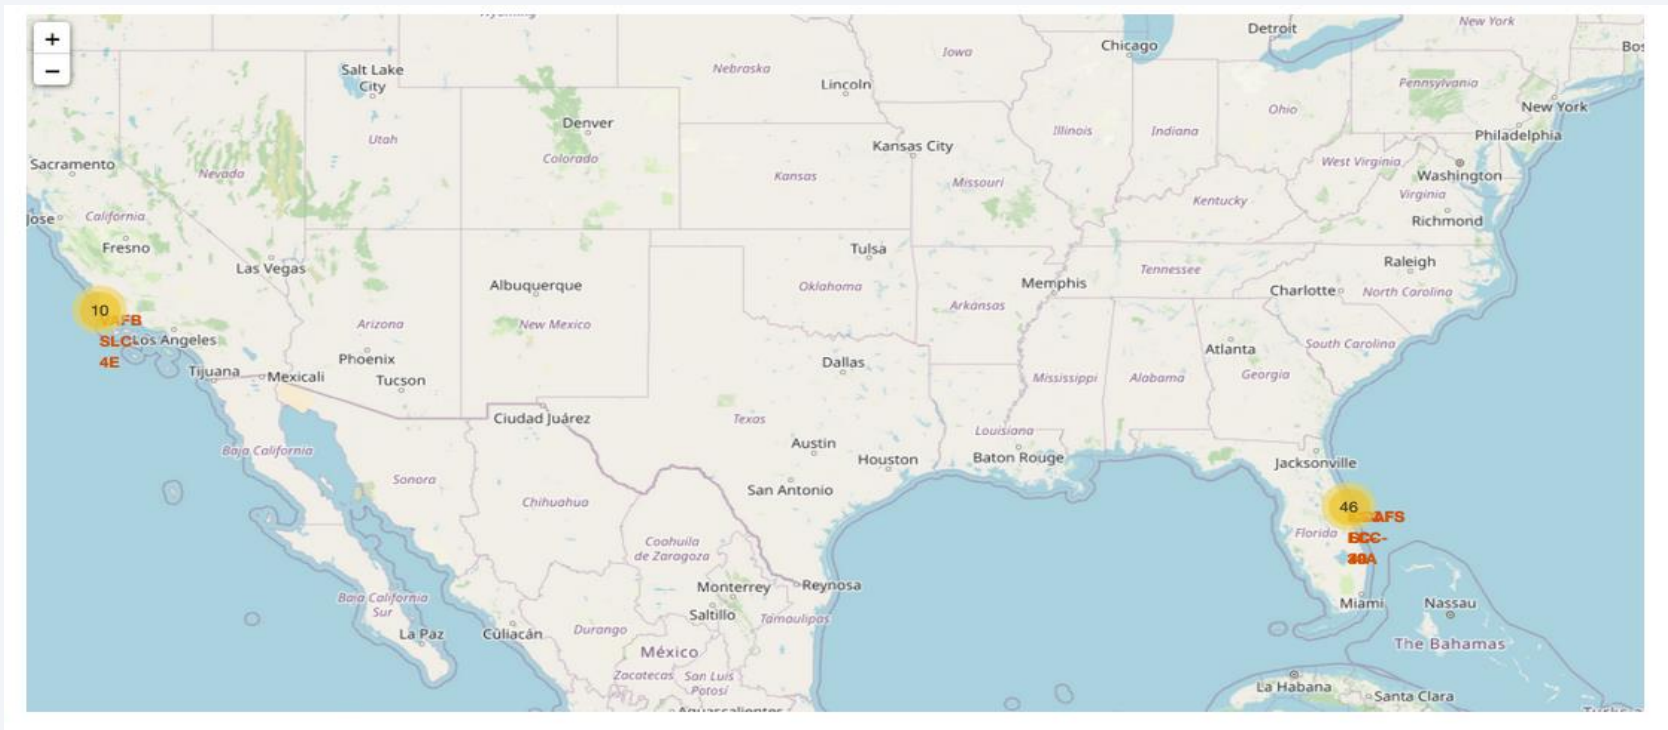 +
−
Wyoming
Salt Lake
City
Nebraska
Lincoln
Iowa
Chicago
Detroit
New York
Bos
Pennsylvania
New York
Philadelphia
Ohio
Illinois
Indiana
Denver
Colorado
Utah
Nevada
Sacramento
Kansas City
Kansas
Missouri
West Virginia
Washington
Virginia
Richmond
Kentucky
Jose
California
Fresno
Las Vegas
Tulsa
Oklahoma
Albuquerque
New Mexico
Arizona
Memphis
Tennessee
Arkansas
Charlotte
Raleigh
North Carolina
South Carolina
10
AFB
SLC-
4E
Los Angeles
Tijuana
Mexicali
Phoenix
Tucson
Dallas
Mississippi
Alabama
Atlanta
Georgia
Ciudad Juárez
Texas
Austin
Houston
San Antonio
Louisiana
Baton Rouge
Jacksonville
Baja California
Sonora
Chihuahua
46
AFS
Florida
Coahuila
de Zaragoza
Monterrey
Reynosa
Saltillo
Tamaulipas
Miami
Nassau
The Bahamas
Baja California
Sur
La Paz
Culiacán
Durango
México
Zacatecas
San Luis
Potosí
Aguascalientes
La Habana
Santa Clara